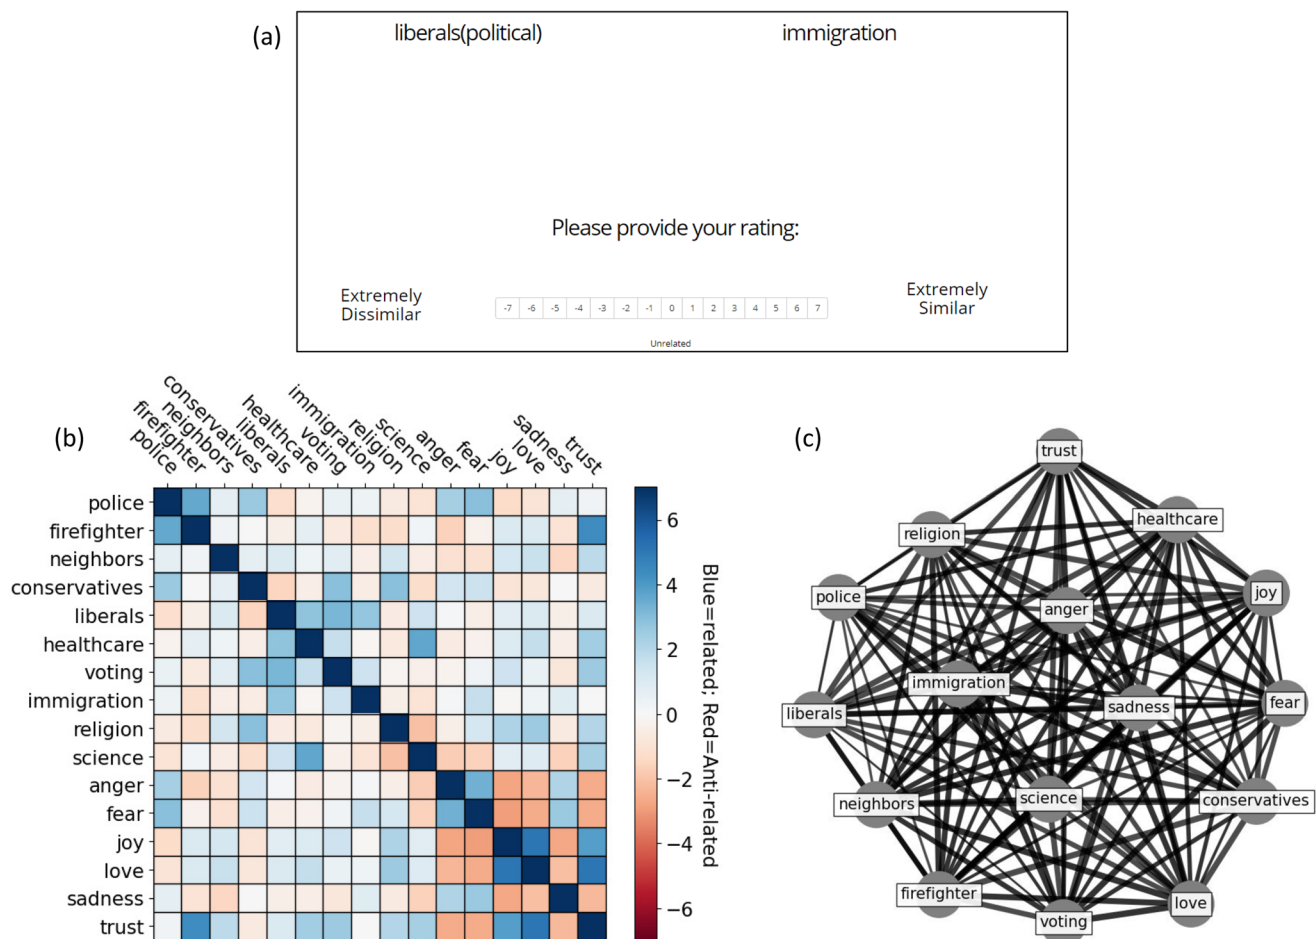 (a)
liberals(political)
immigration
Please provide your rating:
Extremely
Dissimilar
-7 -6 -5 -4 -3 -2 -1 0 1 2 3 4 5 6 7
Extremely
Similar
Unrelated
(b)
police
firefighter
neighbors
conservatives
liberals
healthcare
voting
immigration
religion
science
anger
fear
joy
love
sadness
trust
police
firefighter
neighbors
conservatives
liberals
healthcare
voting
immigration
religion
science
anger
fear
joy
love
sadness
trust
6
4
2
0
−2
−4
−6
Blue=related; Red=Anti-related
(c)
trust
healthcare
religion
joy
police
anger
immigration
sadness
fear
liberals
science
conservatives
neighbors
firefighter
love
voting